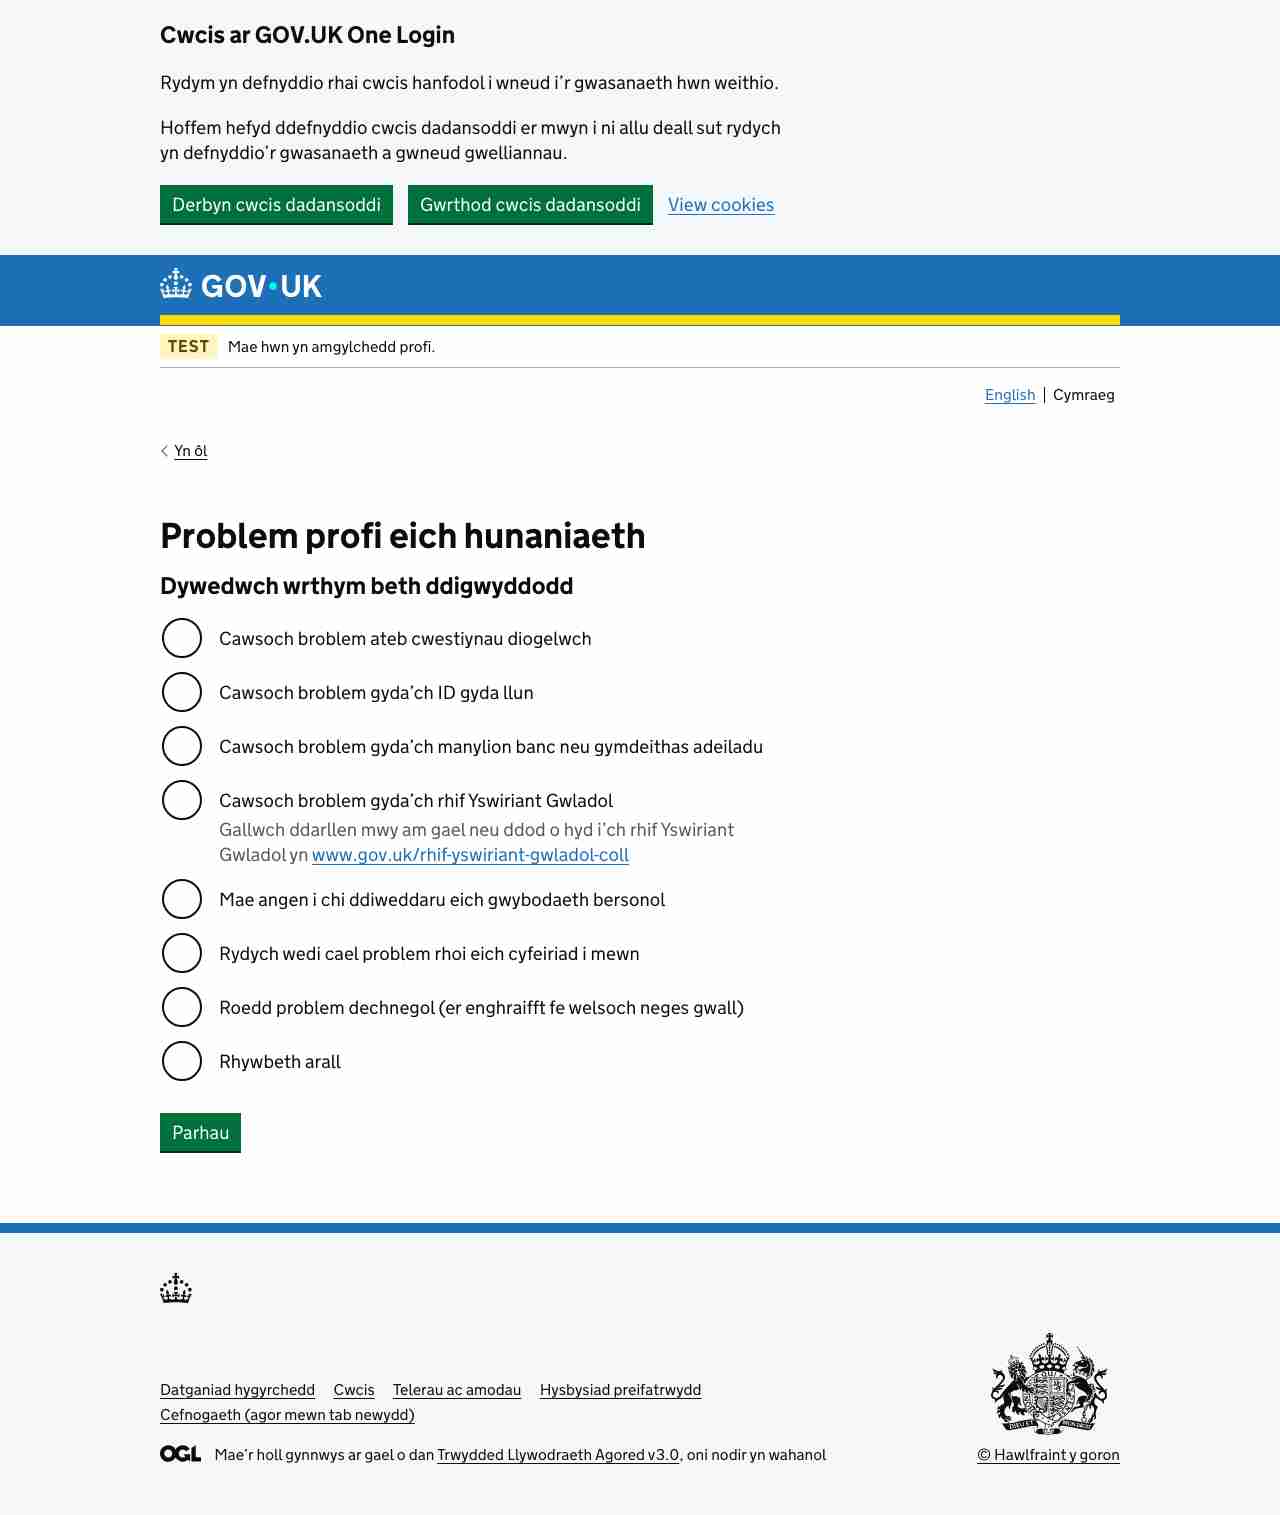 Cwcis ar GOV.UK One Login
Rydym yn defnyddio rhai cwcis hanfodol i wneud i’r gwasanaeth hwn weithio.
Hoffem hefyd ddefnyddio cwcis dadansoddi er mwyn i ni allu deall sut rydych
yn defnyddio’r gwasanaeth a gwneud gwelliannau.
Derbyn cwcis dadansoddi Gwrthod cwcis dadansoddi View cookies
GOV·UK
TEST Mae hwn yn amgylchedd profi.
English | Cymraeg
Yn ôl
Problem profi eich hunaniaeth
Dywedwch wrthym beth ddigwyddodd
Cawsoch broblem ateb cwestiynau diogelwch
Cawsoch broblem gyda’ch ID gyda llun
Cawsoch broblem gyda’ch manylion banc neu gymdeithas adeiladu
Cawsoch broblem gyda’ch rhif Yswiriant Gwladol
Gallwch ddarllen mwy am gael neu ddod o hyd i’ch rhif Yswiriant
Gwladol yn www.gov.uk/rhif-yswiriant-gwladol-coll
Mae angen i chi ddiweddaru eich gwybodaeth bersonol
Rydych wedi cael problem rhoi eich cyfeiriad i mewn
Roedd problem dechnegol (er enghraifft fe welsoch neges gwall)
Rhywbeth arall
Parhau
Datganiad hygyrchedd Cwcis Telerau ac amodau Hysbysiad preifatrwydd
Cefnogaeth (agor mewn tab newydd)
OGL Mae’r holl gynnwys ar gael o dan Trwydded Llywodraeth Agored v3.0, oni nodir yn wahanol
© Hawlfraint y goron